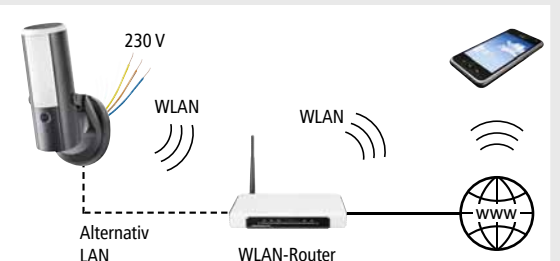 230 V
WLAN
WLAN
WWW
Alternativ
LAN
WLAN-Router